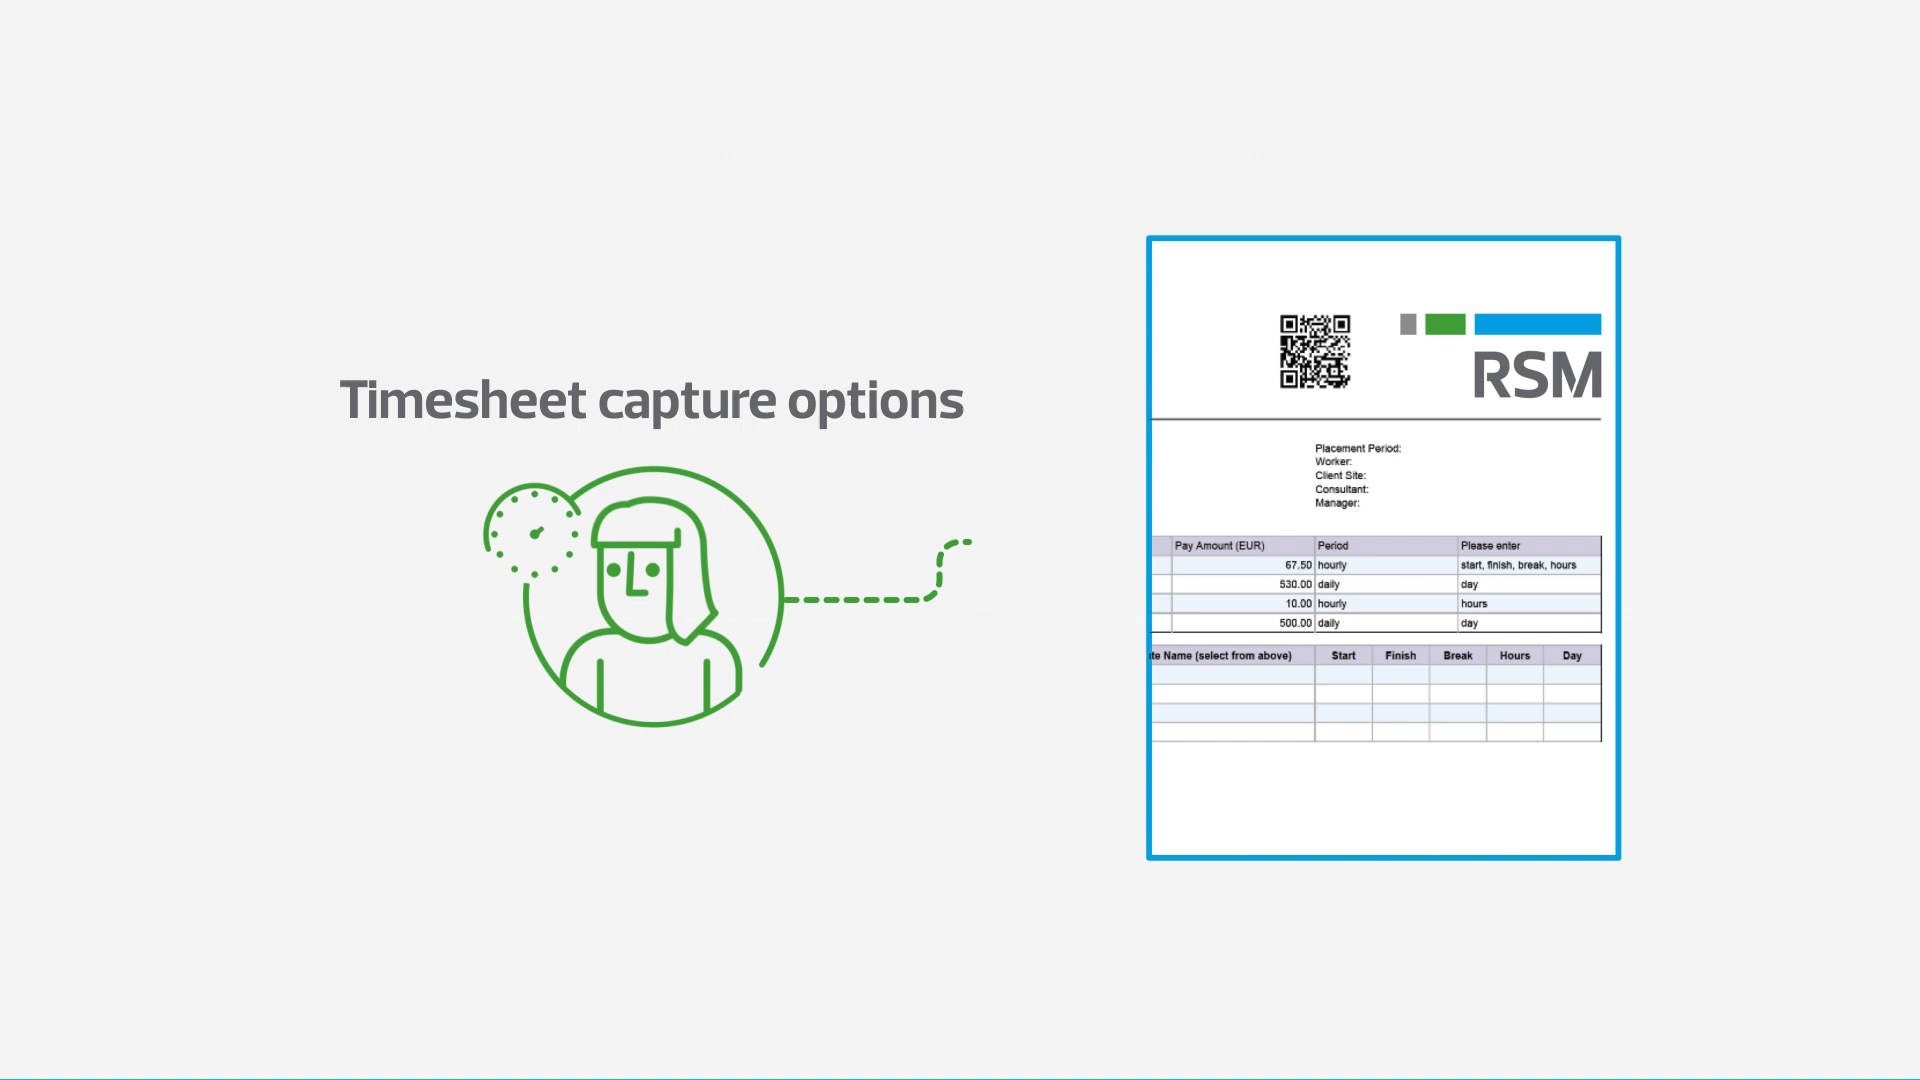 Timesheet capture options
RSM
Placement Period:
Worker:
Client Site:
Consultant:
Manager:
Pay Amount (EUR) Period Please enter
67.50 hourly start, finish, break, hours
530.00 daily day
10.00 hourly hours
500.00 daily day
te Name (select from above) Start Finish Break Hours Day